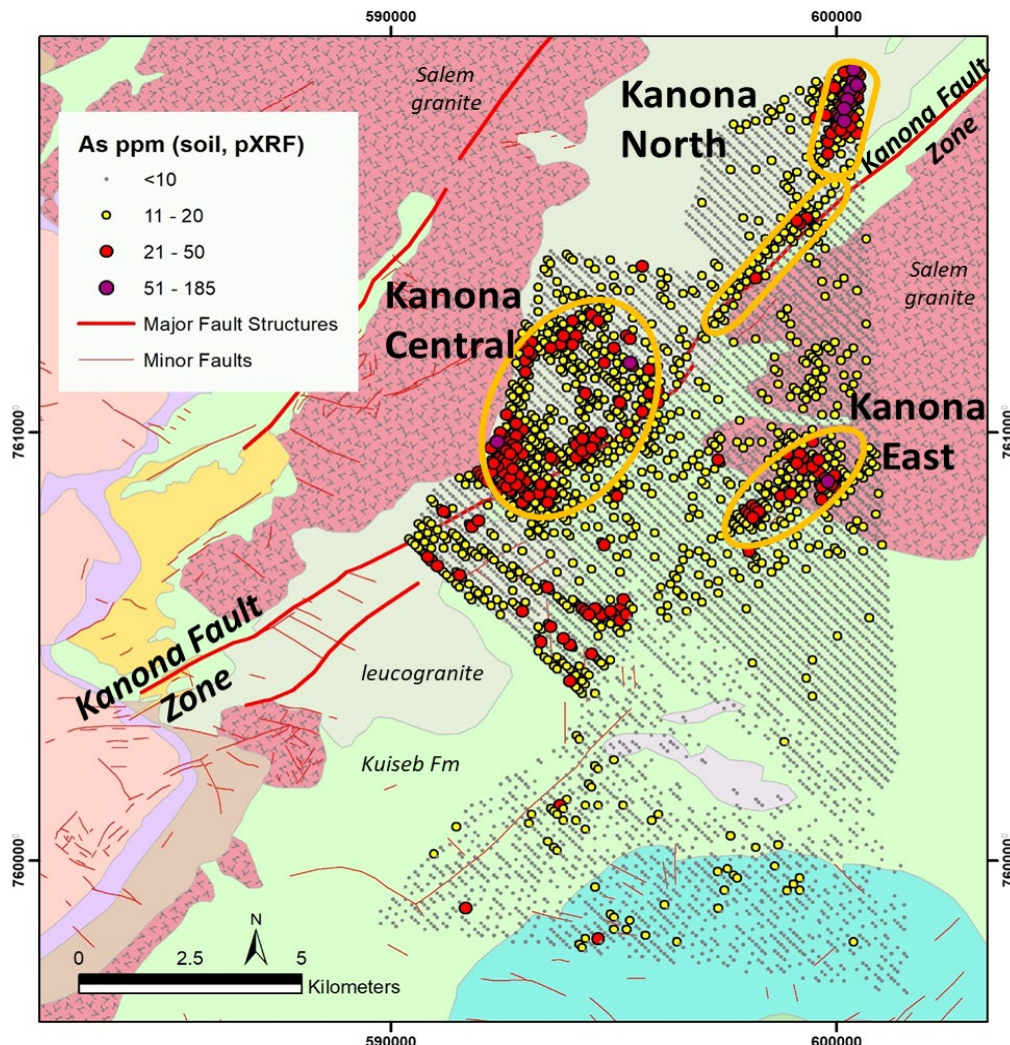 590000
600000
Salem
granite
Kanona
North
Kanona Fault
Zone
As ppm (soil, pXRF)
<10
11 - 20
21 - 50
51 - 185
Major Fault Structures
Minor Faults
Salem
granite
Kanona
Central
Kanona
East
7610000
7610000
Kanona Fault
Zone
leucogranite
Kuiseb Fm
7600000
7600000
N
0
2.5
5
Kilometers
590000
600000